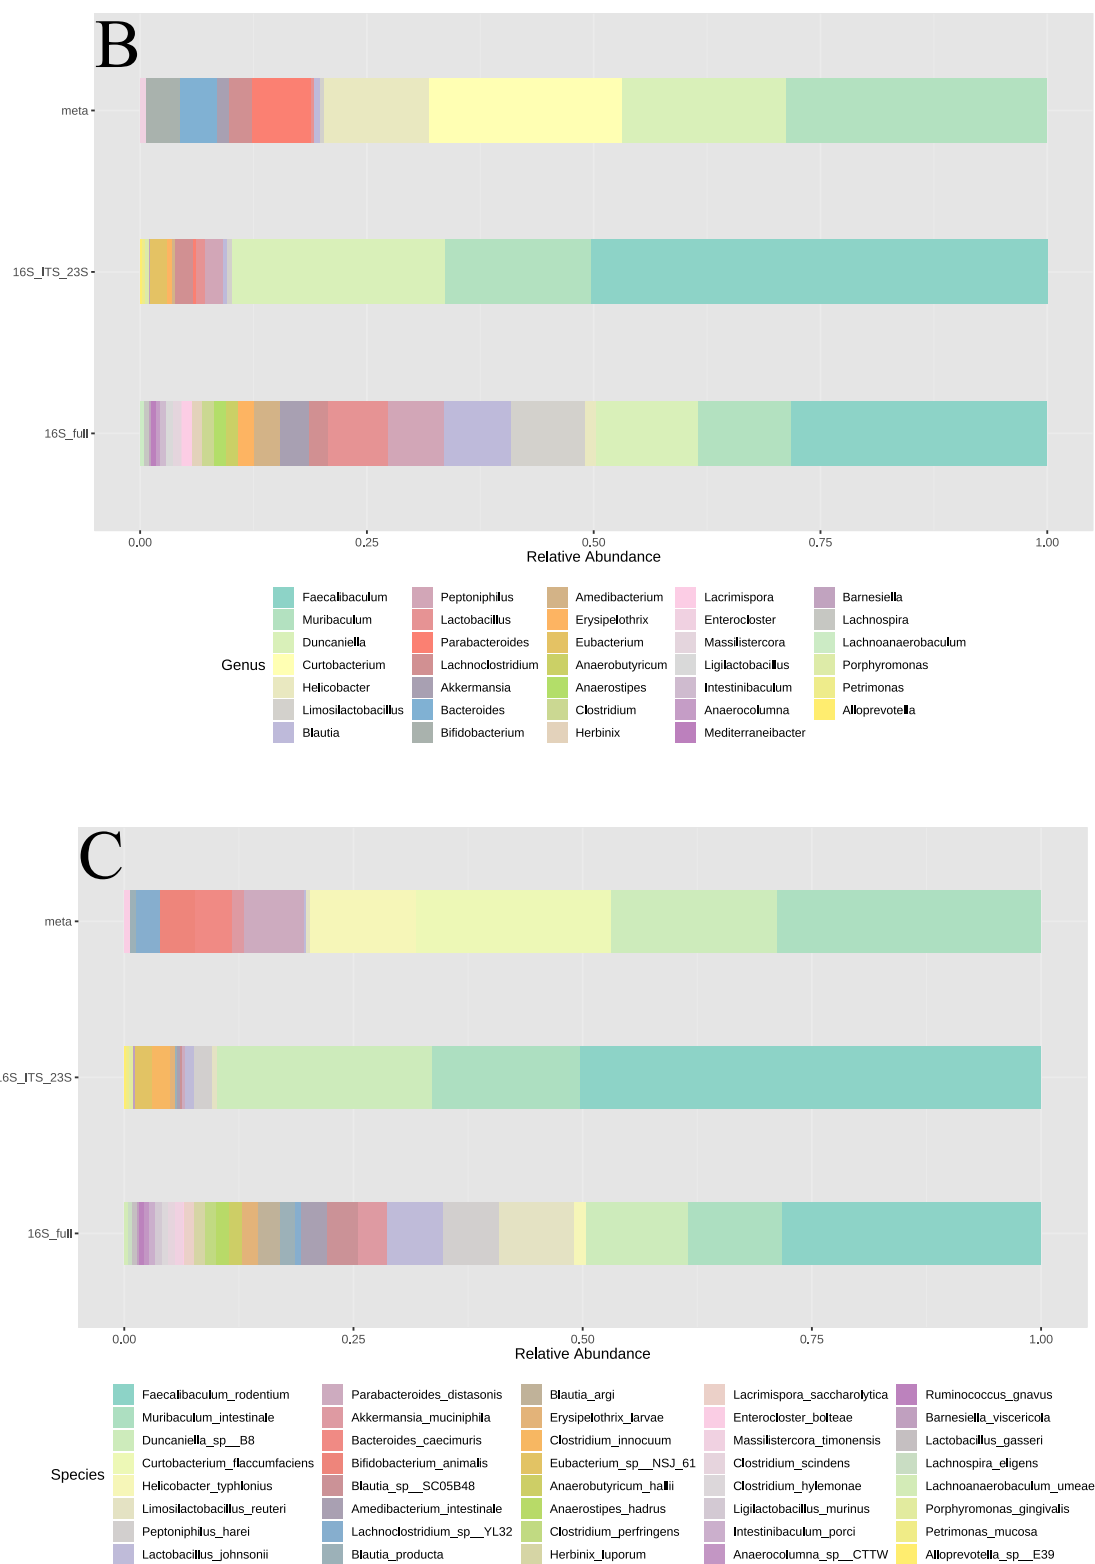 B
meta
16S_ITS_23S
16S_full
0.00 0.25 0.50 0.75 1.00
Relative Abundance
Genus
Faecalibaculum Peptoniphilus Amedibacterium Lacrimispora Barnesiella
Muribaculum Lactobacillus Erysipelothrix Enterocloster Lachnospira
Duncaniella Parabacteroides Eubacterium Massilistercora Lachnoanaerobaculum
Curtobacterium Lachnoclostridium Anaerobutyricum Ligilactobacillus Porphyromonas
Helicobacter Akkermansia Anaerostipes Intestinibaculum Petrimonas
Limosilactobacillus Bacteroides Clostridium Anaerocolumna Alloprevotella
Blautia Bifidobacterium Herbinix Mediterraneibacter
C
meta
16S_ITS_23S
16S_full
0.00 0.25 0.50 0.75 1.00
Relative Abundance
Species
Faecalibaculum_rodentium Parabacteroides_distasonis Blautia_argi Lacrimispora_saccharolytica Ruminococcus_gnavus
Muribaculum_intestinale Akkermansia_muciniphila Erysipelothrix_larvae Enterocloster_bolteae Barnesiella_viscericola
Duncaniella_sp__B8 Bacteroides_caecimuris Clostridium_innocuum Massilistercora_timonensis Lactobacillus_gasseri
Curtobacterium_flaccumfaciens Bifidobacterium_animalis Eubacterium_sp__NSJ_61 Clostridium_scindens Lachnospira_eligens
Helicobacter_typhlonius Blautia_sp__SC05B48 Anaerobutyricum_hallii Clostridium_hylemonae Lachnoanaerobaculum_umeae
Limosilactobacillus_reuteri Amedibacterium_intestinale Anaerostipes_hadrus Ligilactobacillus_murinus Porphyromonas_gingivalis
Peptoniphilus_harei Lachnoclostridium_sp__YL32 Clostridium_perfringens Intestinibaculum_porci Petrimonas_mucosa
Lactobacillus_johnsonii Blautia_producta Herbinix_luporum Anaerocolumna_sp__CTTW Alloprevotella_sp__E39